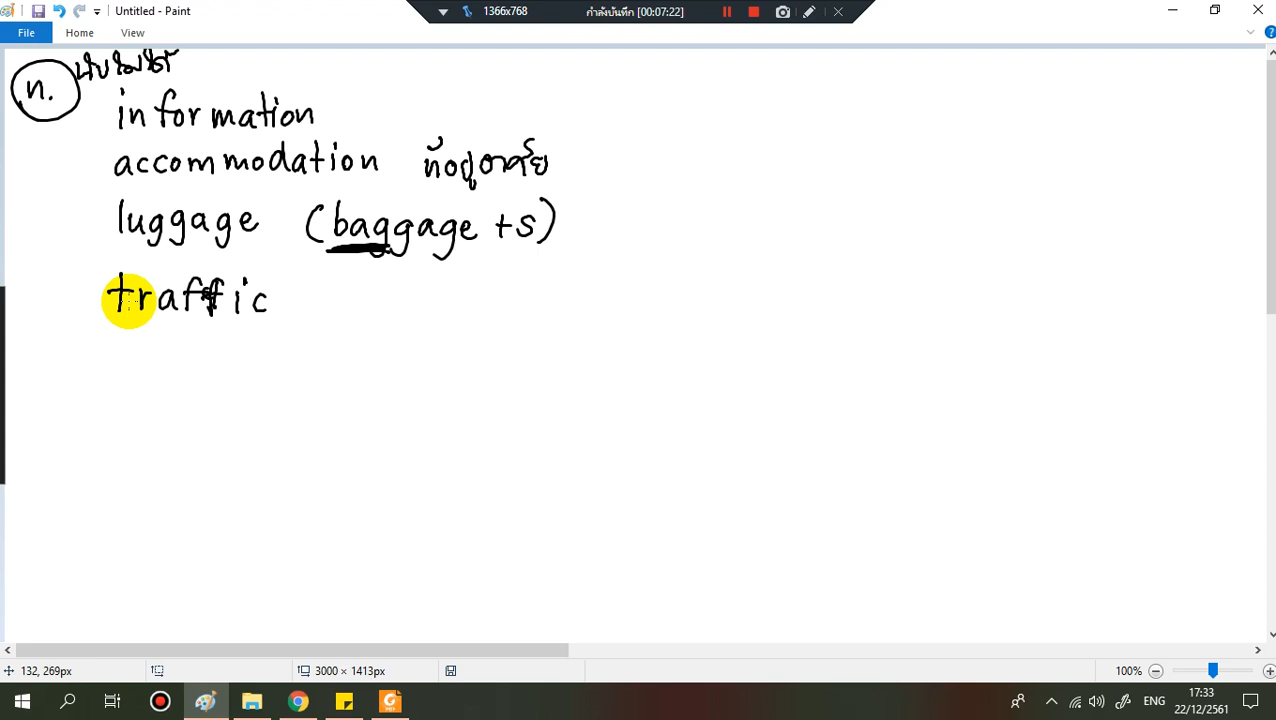 Untitled - Paint
1366x768
กำลังบันทึก [00:07:22]
File Home View
n. นับไม่ได้
information
accommodation ที่อยู่อาศัย
luggage (baggage +s)
traffic
132, 269px
3000 × 1413px
100%
ENG
17:33
22/12/2561